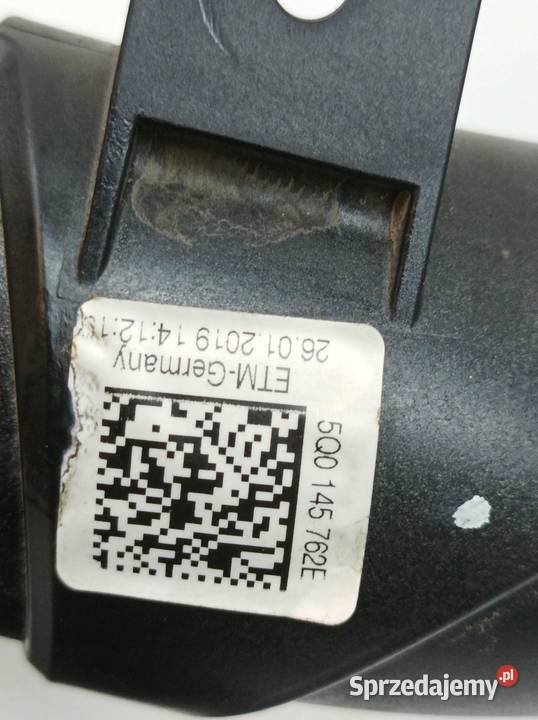 26.01.2019 14:12:1
ETM-Germany
5Q0 145 762E
Sprzedajemy.pl